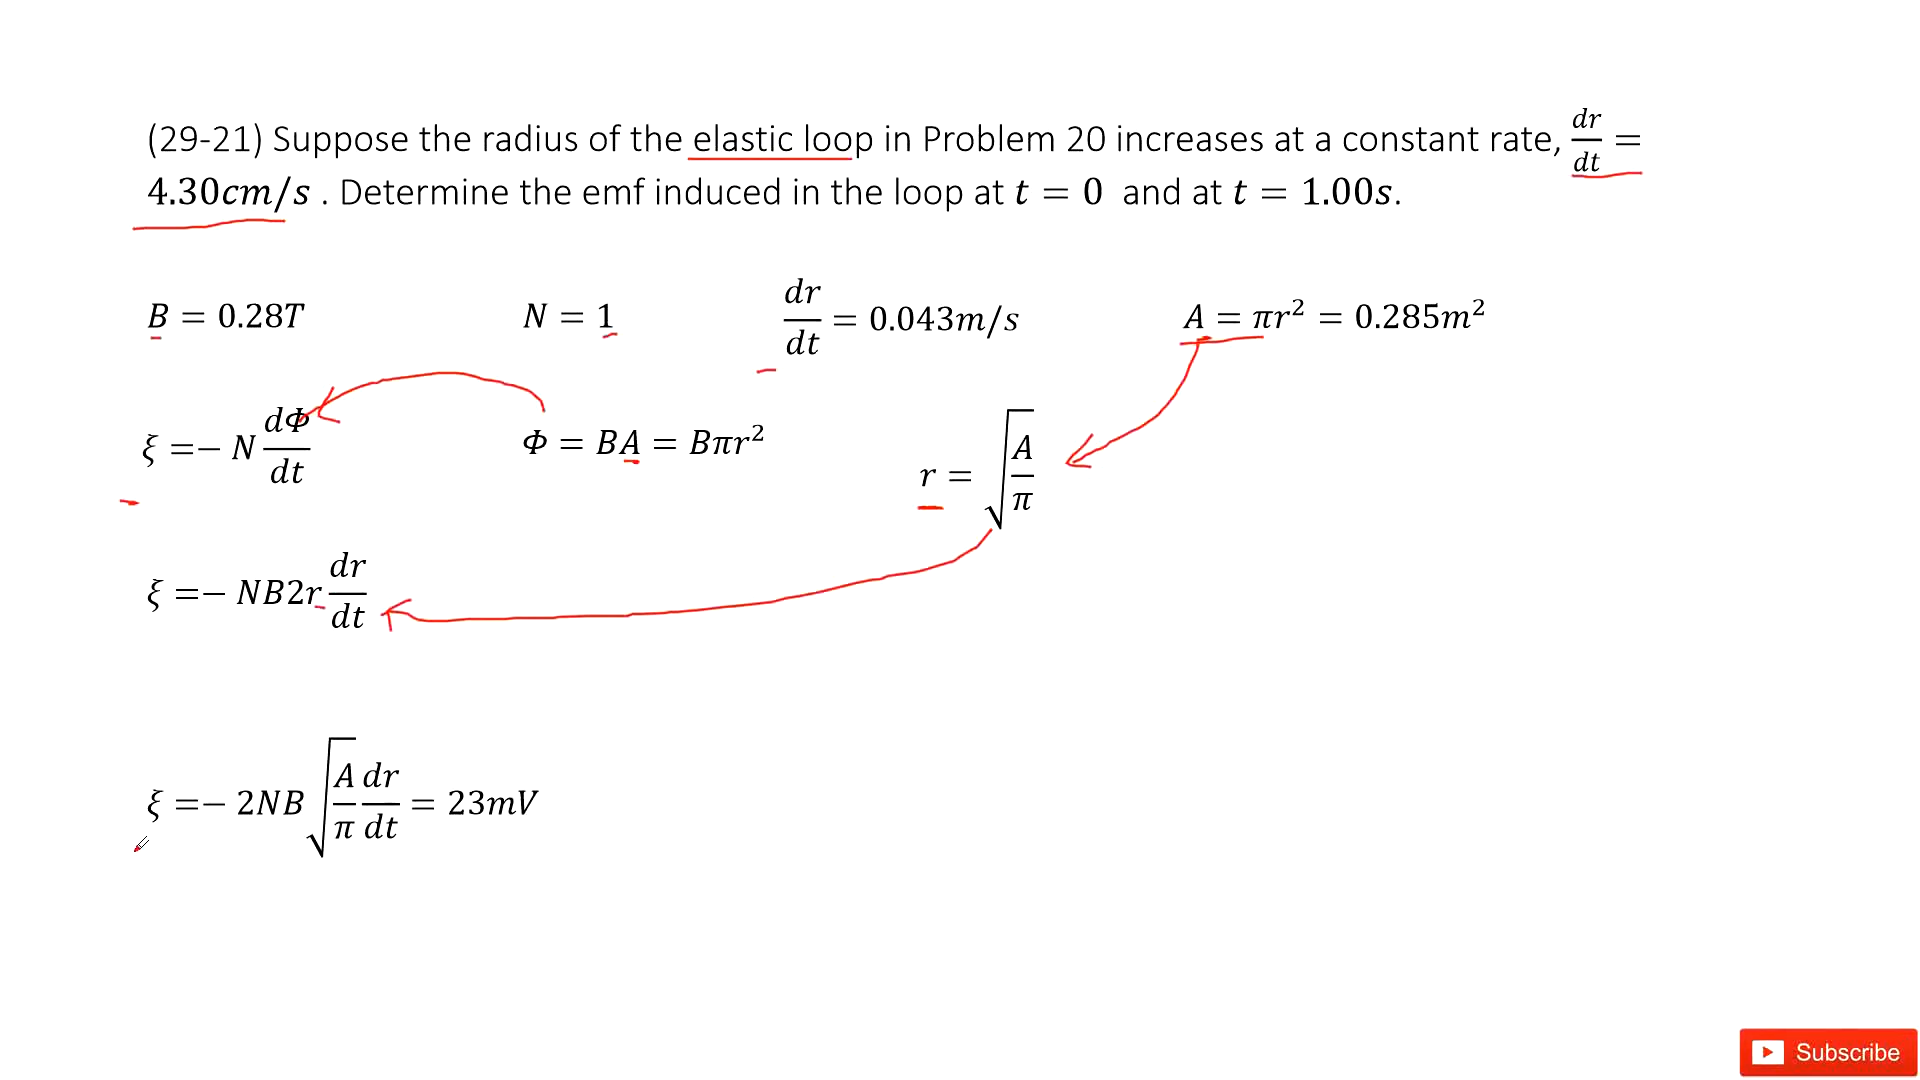 (29-21) Suppose the radius of the elastic loop in Problem 20 increases at a constant rate, dr/dt =
4.30cm/s . Determine the emf induced in the loop at t = 0 and at t = 1.00s.
B = 0.28T N = 1 dr/dt = 0.043m/s A = πr² = 0.285m²
ξ =− N dΦ/dt Φ = BA = Bπr² r = √(A/π)
ξ =− NB2r dr/dt
ξ =− 2NB √(A/π) dr/dt = 23mV
Subscribe